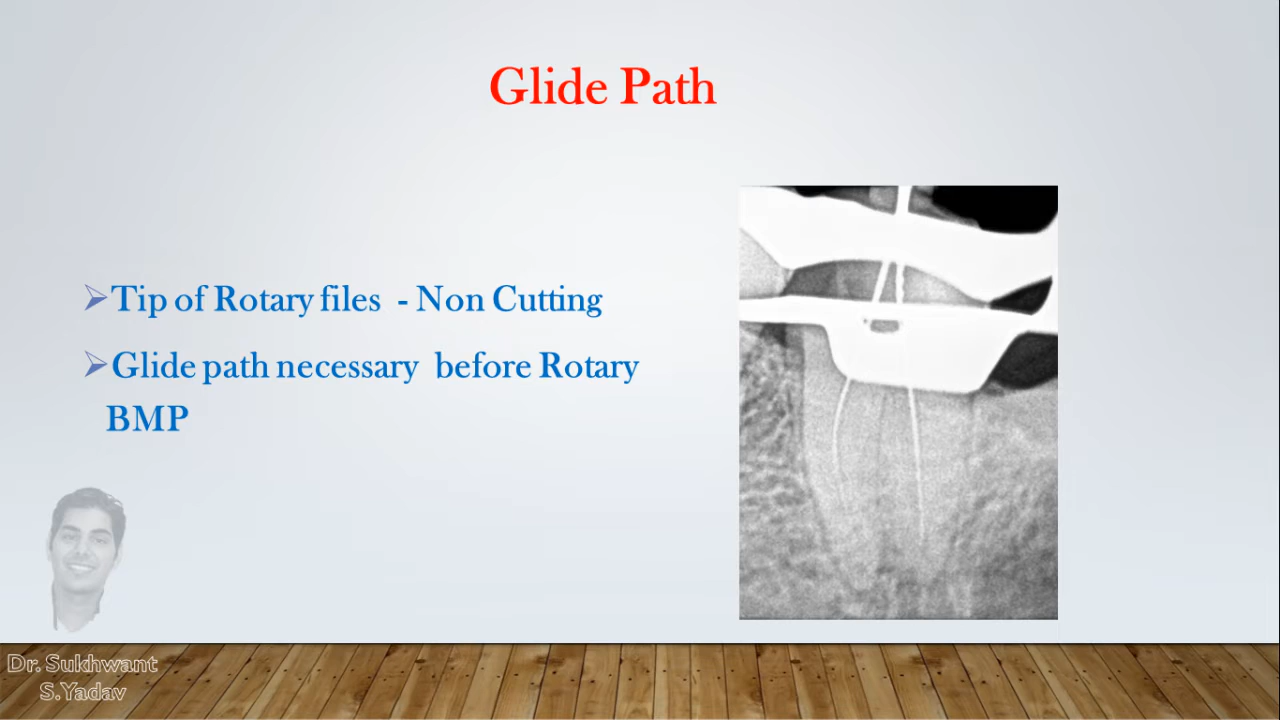 Glide Path
➢Tip of Rotary files - Non Cutting
➢Glide path necessary before Rotary
BMP
Dr. Sukhwant
S.Yadav